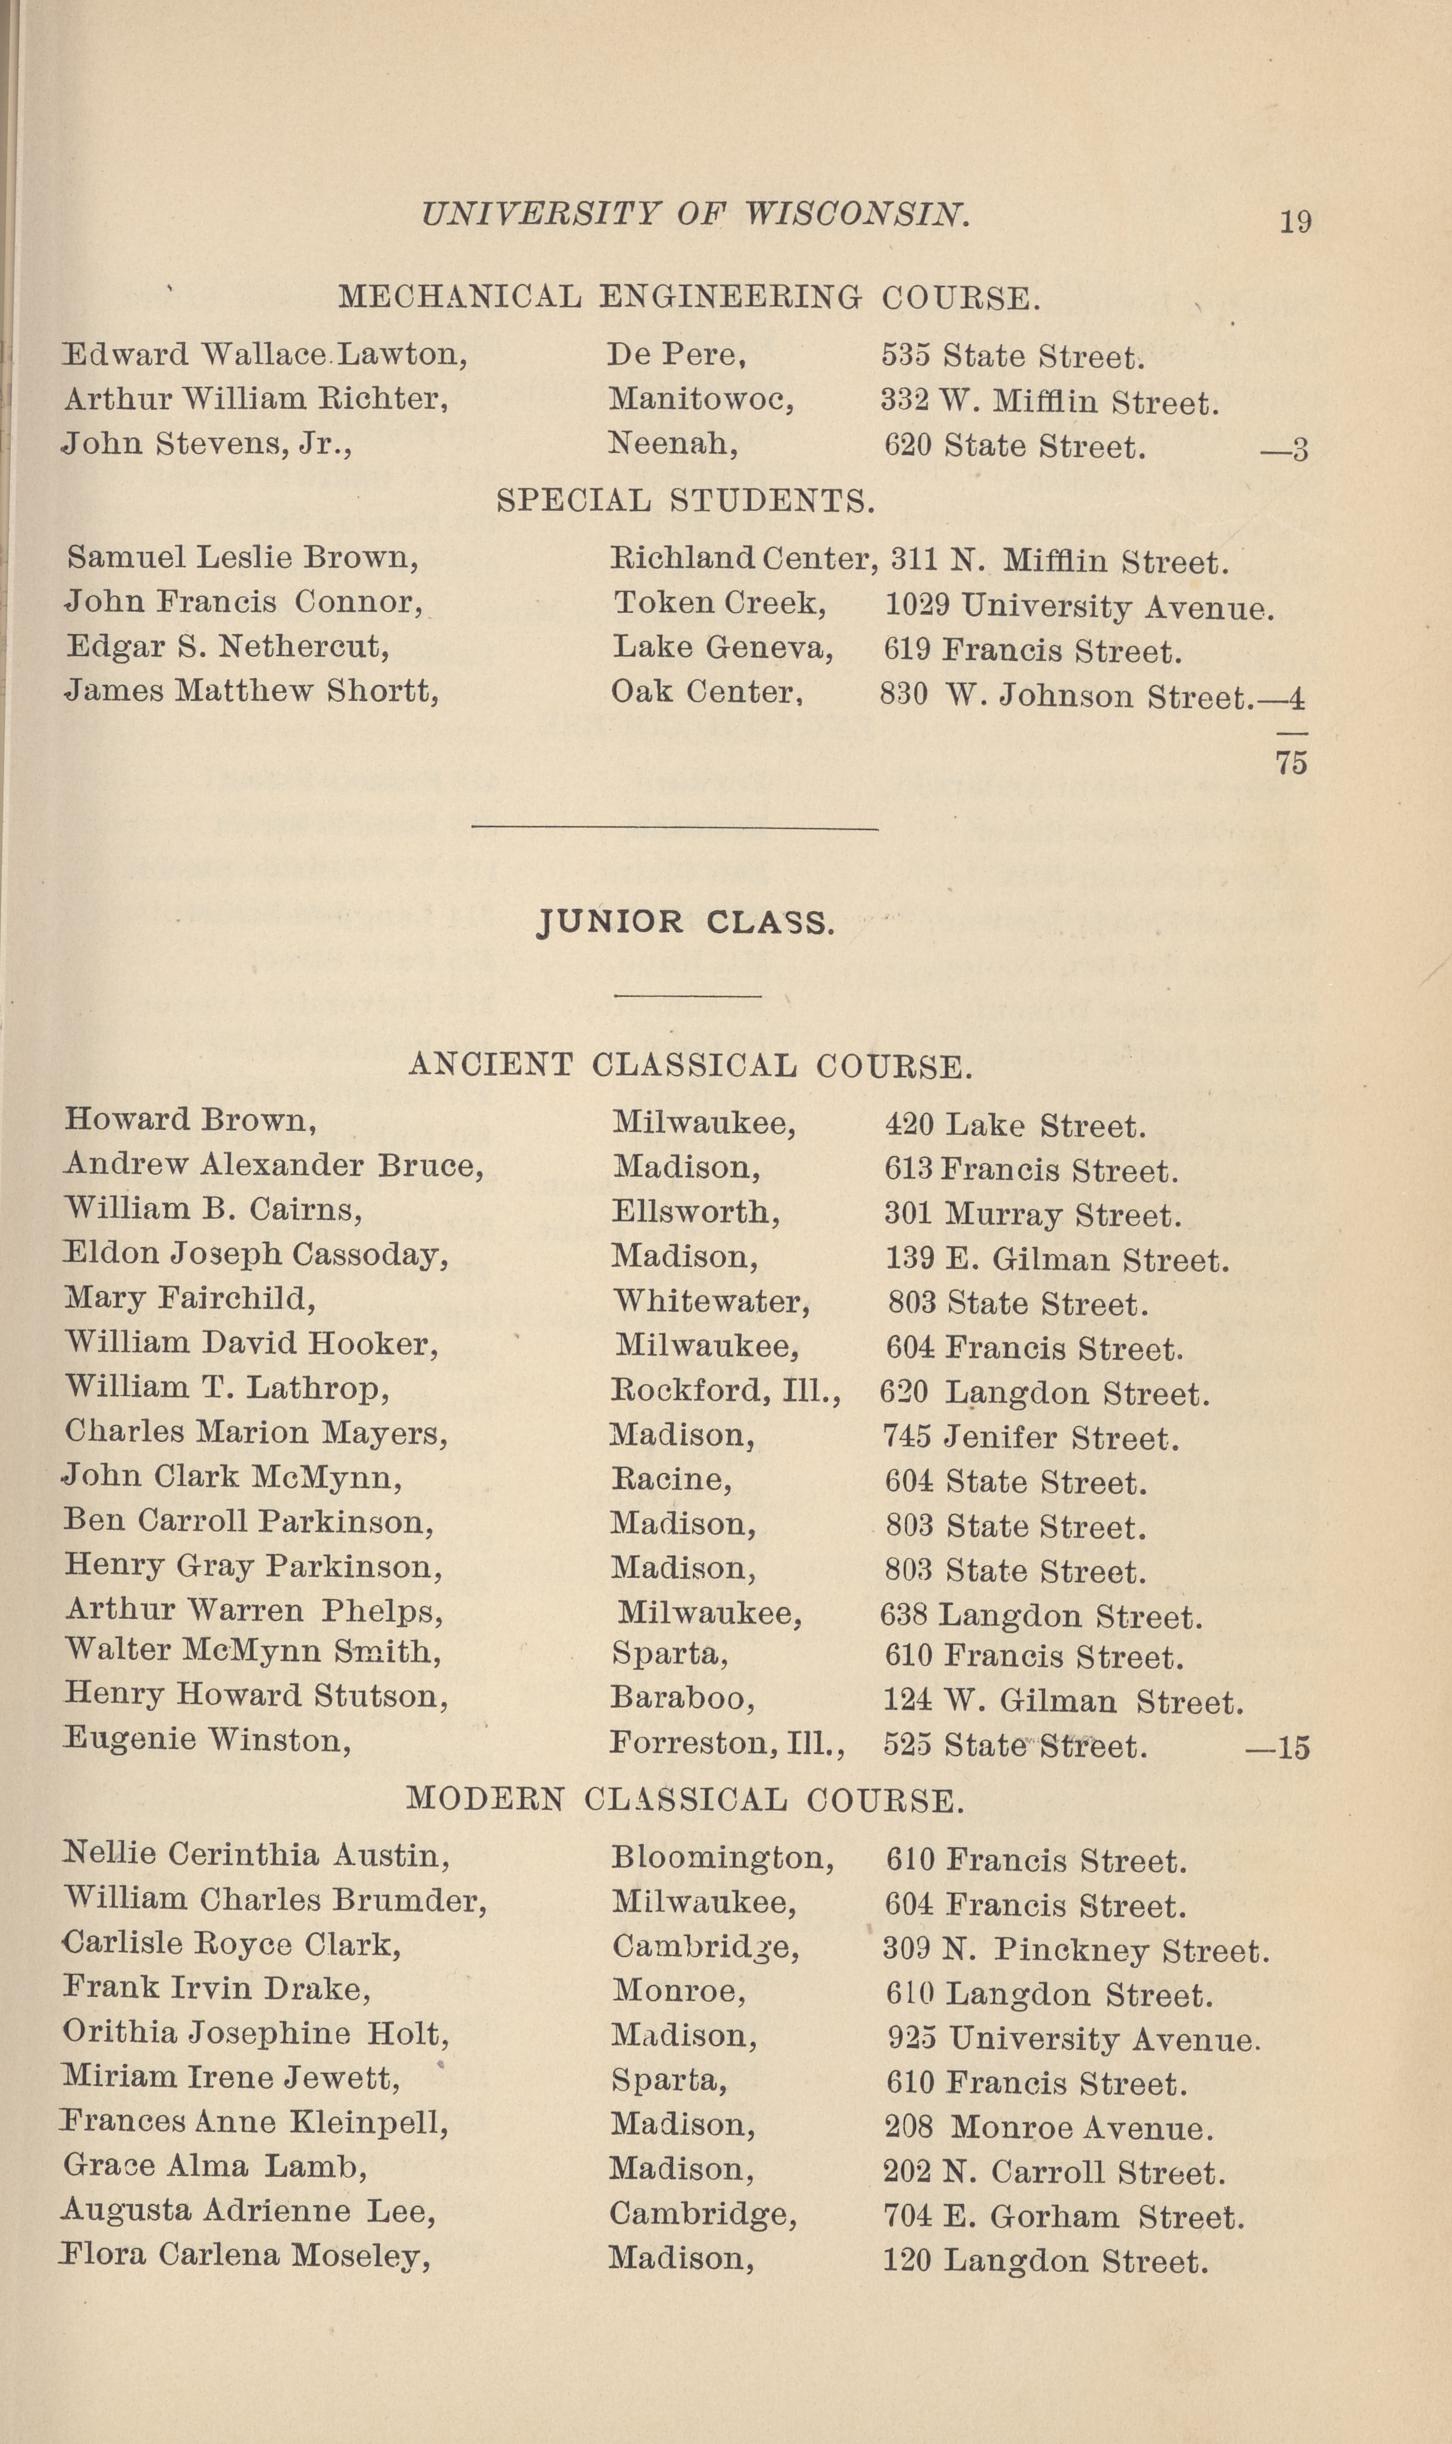 UNIVERSITY OF WISCONSIN. 19
MECHANICAL ENGINEERING COURSE.
Edward Wallace Lawton, De Pere, 535 State Street.
Arthur William Richter, Manitowoc, 332 W. Mifflin Street.
John Stevens, Jr., Neenah, 620 State Street. —3
SPECIAL STUDENTS.
Samuel Leslie Brown, Richland Center, 311 N. Mifflin Street.
John Francis Connor, Token Creek, 1029 University Avenue.
Edgar S. Nethercut, Lake Geneva, 619 Francis Street.
James Matthew Shortt, Oak Center, 830 W. Johnson Street.—4
75
JUNIOR CLASS.
ANCIENT CLASSICAL COURSE.
Howard Brown, Milwaukee, 420 Lake Street.
Andrew Alexander Bruce, Madison, 613 Francis Street.
William B. Cairns, Ellsworth, 301 Murray Street.
Eldon Joseph Cassoday, Madison, 139 E. Gilman Street.
Mary Fairchild, Whitewater, 803 State Street.
William David Hooker, Milwaukee, 604 Francis Street.
William T. Lathrop, Rockford, Ill., 620 Langdon Street.
Charles Marion Mayers, Madison, 745 Jenifer Street.
John Clark McMynn, Racine, 604 State Street.
Ben Carroll Parkinson, Madison, 803 State Street.
Henry Gray Parkinson, Madison, 803 State Street.
Arthur Warren Phelps, Milwaukee, 638 Langdon Street.
Walter McMynn Smith, Sparta, 610 Francis Street.
Henry Howard Stutson, Baraboo, 124 W. Gilman Street.
Eugenie Winston, Forreston, Ill., 525 State Street. —15
MODERN CLASSICAL COURSE.
Nellie Cerinthia Austin, Bloomington, 610 Francis Street.
William Charles Brumder, Milwaukee, 604 Francis Street.
Carlisle Royce Clark, Cambridge, 309 N. Pinckney Street.
Frank Irvin Drake, Monroe, 610 Langdon Street.
Orithia Josephine Holt, Madison, 925 University Avenue.
Miriam Irene Jewett, Sparta, 610 Francis Street.
Frances Anne Kleinpell, Madison, 208 Monroe Avenue.
Grace Alma Lamb, Madison, 202 N. Carroll Street.
Augusta Adrienne Lee, Cambridge, 704 E. Gorham Street.
Flora Carlena Moseley, Madison, 120 Langdon Street.